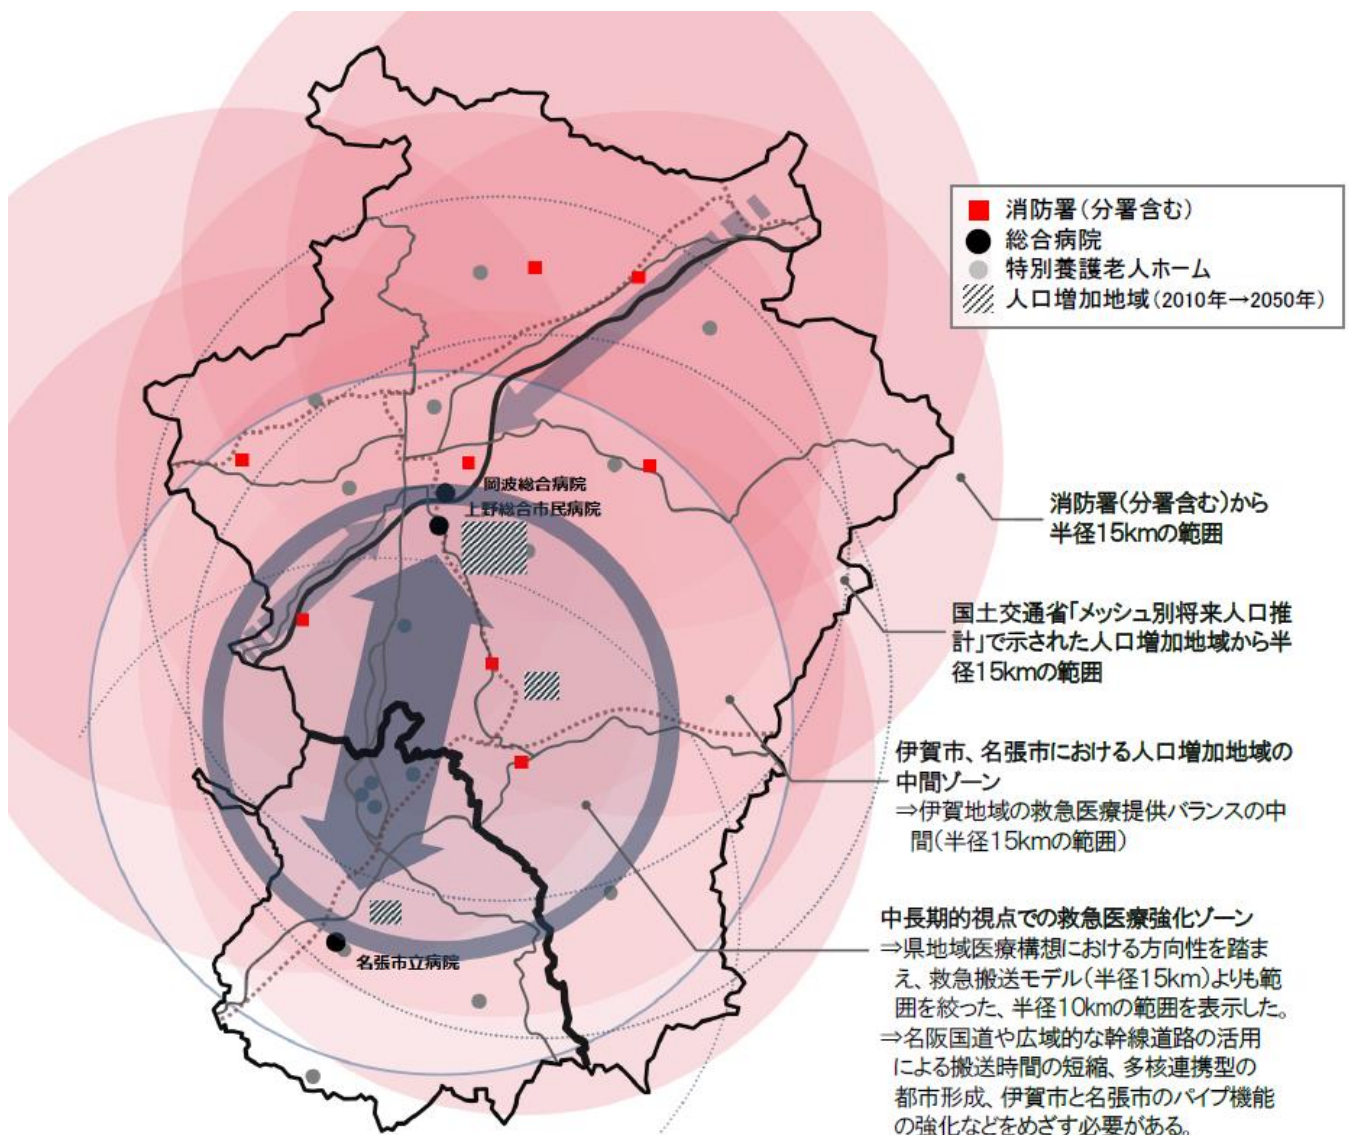 消防署(分署含む)
総合病院
特別養護老人ホーム
人口増加地域(2010年→2050年)
岡波総合病院
上野総合市民病院
消防署(分署含む)から
半径15kmの範囲
国土交通省「メッシュ別将来人口推
計」で示された人口増加地域から半
径15kmの範囲
伊賀市、名張市における人口増加地域の
中間ゾーン
⇒伊賀地域の救急医療提供バランスの中
間(半径15kmの範囲)
中長期的視点での救急医療強化ゾーン
⇒県地域医療構想における方向性を踏ま
え、救急搬送モデル(半径15km)よりも範
囲を絞った、半径10kmの範囲を表示した。
⇒名阪国道や広域的な幹線道路の活用
による搬送時間の短縮、多核連携型の
都市形成、伊賀市と名張市のパイプ機能
の強化などをめざす必要がある。
名張市立病院